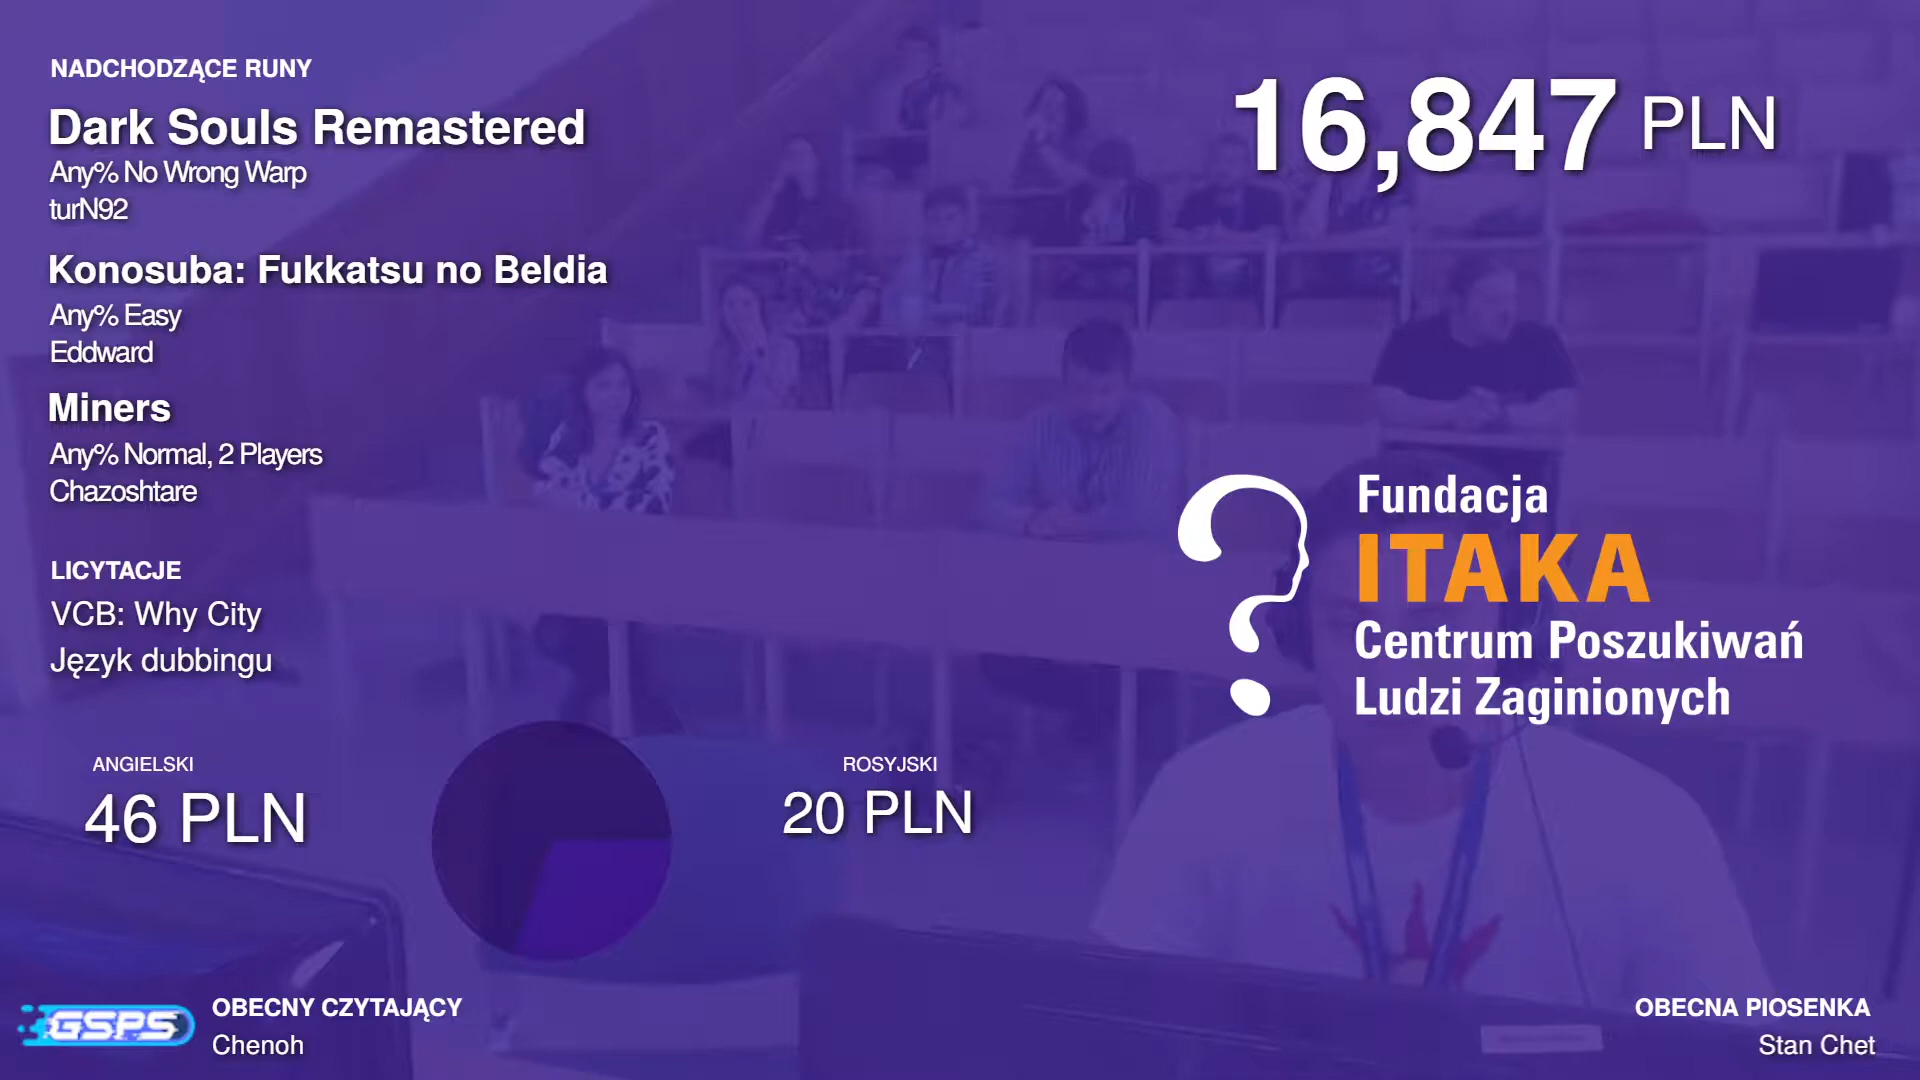 NADCHODZĄCE RUNY
Dark Souls Remastered
Any% No Wrong Warp
turN92
Konosuba: Fukkatsu no Beldia
Any% Easy
Eddward
Miners
Any% Normal, 2 Players
Chazoshtare
LICYTACJE
VCB: Why City
Język dubbingu
ANGIELSKI
46 PLN
ROSYJSKI
20 PLN
16,847 PLN
Fundacja
ITAKA
Centrum Poszukiwań
Ludzi Zaginionych
GSPS
OBECNY CZYTAJĄCY
Chenoh
OBECNA PIOSENKA
Stan Chet